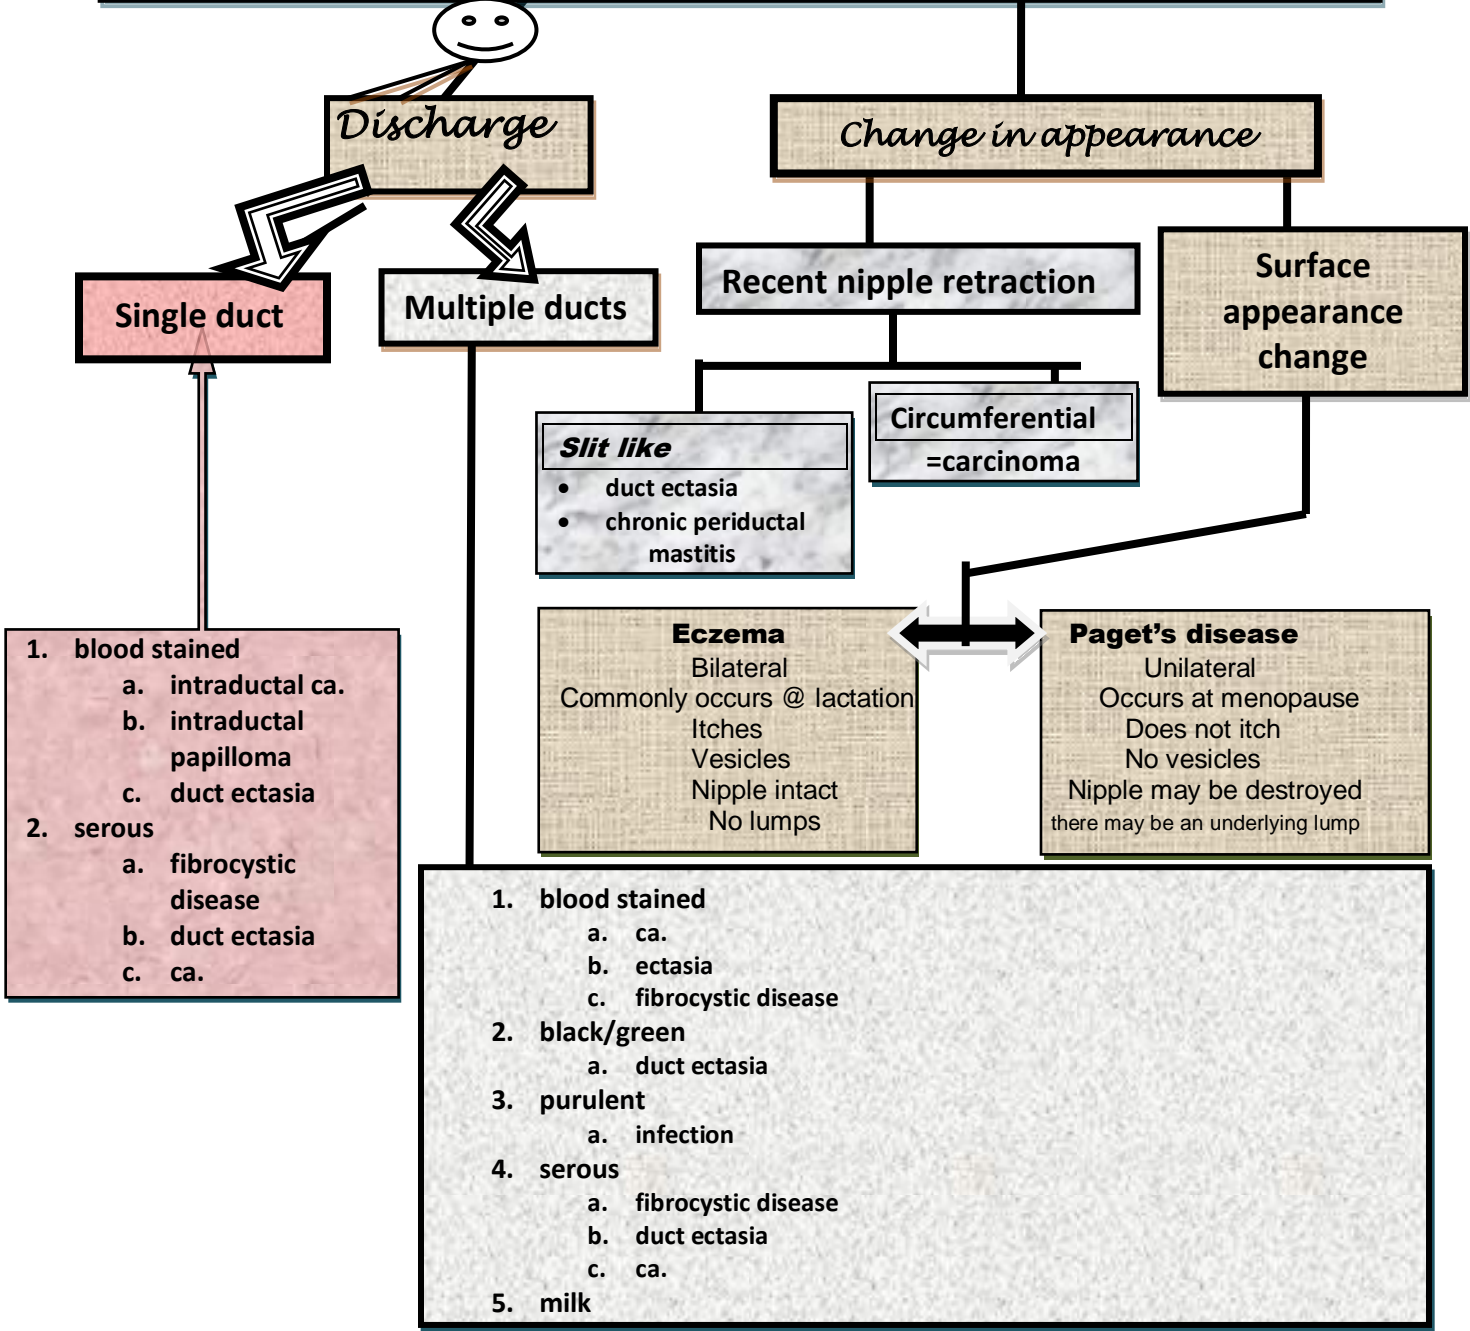 Discharge
Change in appearance
Single duct
Multiple ducts
Recent nipple retraction
Surface
appearance
change
Slit like
• duct ectasia
• chronic periductal
mastitis
Circumferential
=carcinoma
1. blood stained
a. intraductal ca.
b. intraductal
papilloma
c. duct ectasia
2. serous
a. fibrocystic
disease
b. duct ectasia
c. ca.
Eczema
Bilateral
Commonly occurs @ lactation
Itches
Vesicles
Nipple intact
No lumps
Paget's disease
Unilateral
Occurs at menopause
Does not itch
No vesicles
Nipple may be destroyed
there may be an underlying lump
1. blood stained
a. ca.
b. ectasia
c. fibrocystic disease
2. black/green
a. duct ectasia
3. purulent
a. infection
4. serous
a. fibrocystic disease
b. duct ectasia
c. ca.
5. milk